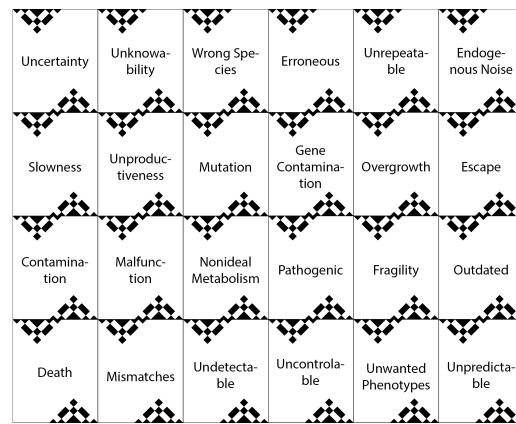 Uncertainty
Unknowa-
bility
Wrong Spe-
cies
Erroneous
Unrepeata-
ble
Endoge-
nous Noise
Slowness
Unproduc-
tiveness
Mutation
Gene
Contamina-
tion
Overgrowth
Escape
Contamina-
tion
Malfunc-
tion
Nonideal
Metabolism
Pathogenic
Fragility
Outdated
Death
Mismatches
Undetecta-
ble
Uncontrola-
ble
Unwanted
Phenotypes
Unpredicta-
ble